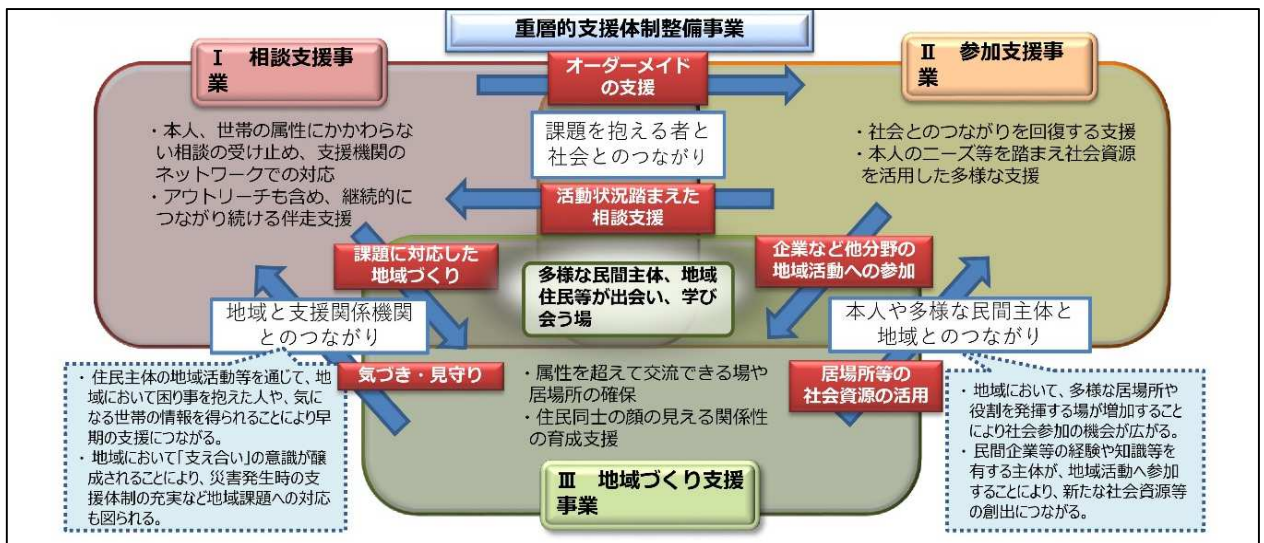 重層的支援体制整備事業
Ⅰ 相談支援事
業
オーダーメイド
の支援
Ⅱ 参加支援事
業
・本人、世帯の属性にかかわらな
い相談の受け止め、支援機関の
ネットワークでの対応
・アウトリーチも含め、継続的に
つながり続ける伴走支援
課題を抱える者と
社会とのつながり
・社会とのつながりを回復する支援
・本人のニーズ等を踏まえ社会資源
を活用した多様な支援
活動状況踏まえた
相談支援
課題に対応した
地域づくり
企業など他分野の
地域活動への参加
多様な民間主体、地域
住民等が出会い、学び
会う場
地域と支援関係機関
とのつながり
本人や多様な民間主体と
地域とのつながり
気づき・見守り
・属性を超えて交流できる場や
居場所の確保
・住民同士の顔の見える関係性
の育成支援
居場所等の
社会資源の活用
・住民主体の地域活動等を通じて、地
域において困り事を抱えた人や、気に
なる世帯の情報を得られることにより早
期の支援につながる。
・地域において「支え合い」の意識が醸
成されることにより、災害発生時の支
援体制の充実など地域課題への対応
も図られる。
・地域において、多様な居場所や
役割を発揮する場が増加すること
により社会参加の機会が広がる。
・民間企業等の経験や知識等を
有する主体が、地域活動へ参加
することにより、新たな社会資源等
の創出につながる。
Ⅲ 地域づくり支援
事業